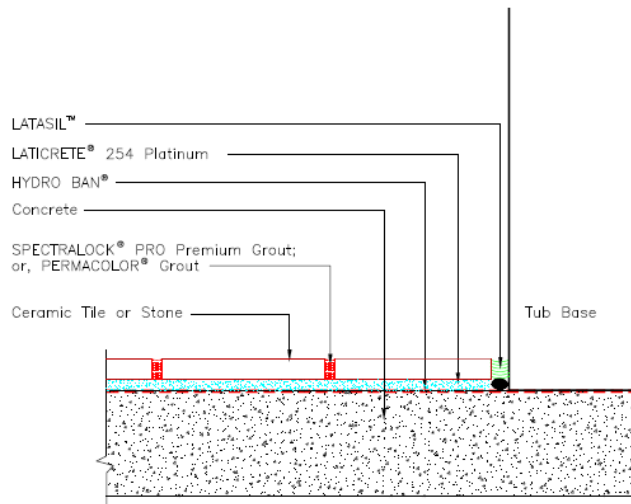 LATASIL™
LATICRETE® 254 Platinum
HYDRO BAN®
Concrete
SPECTRALOCK® PRO Premium Grout;
or, PERMACOLOR® Grout
Ceramic Tile or Stone
Tub Base